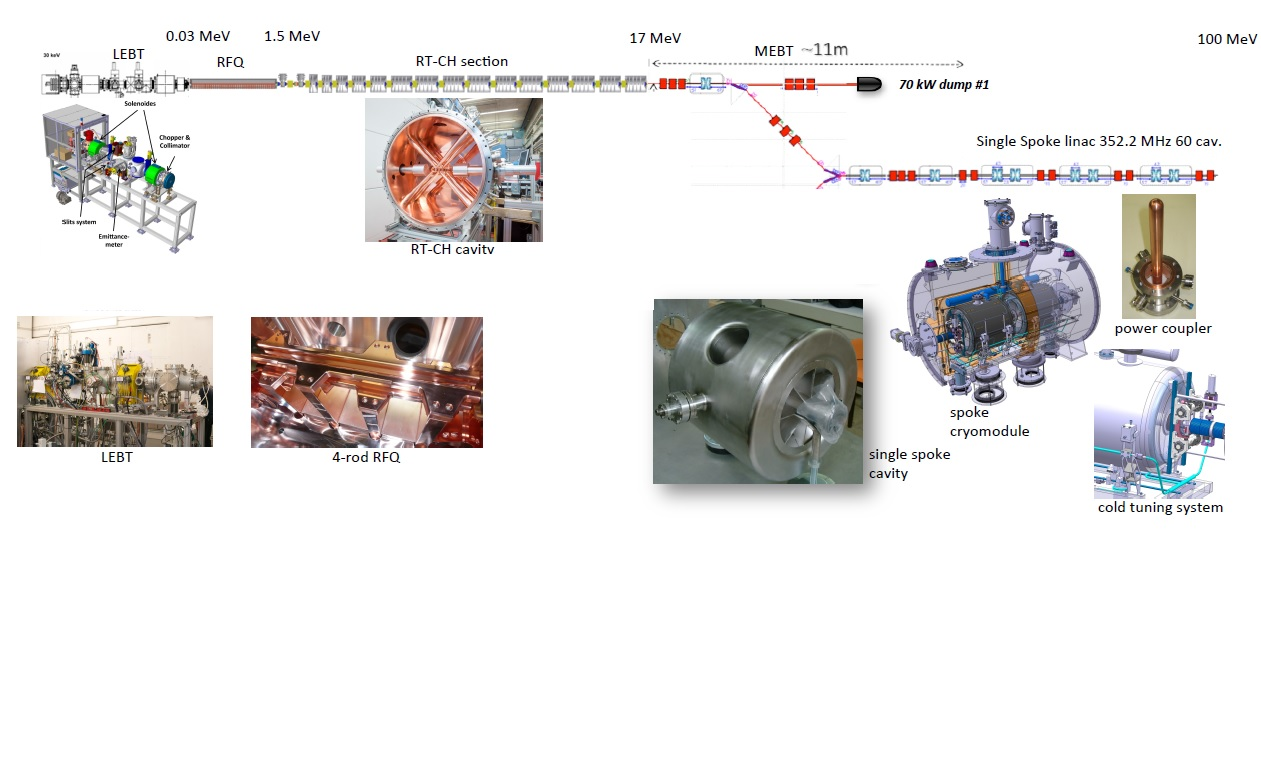 0.03 MeV
1.5 MeV
17 MeV
100 MeV
MEBT ~11m
30 keV
LEBT
RFQ
RT-CH section
70 kW dump #1
Solenoides
Chopper &
Collimator
Slits system
Emittance-
meter
RT-CH cavity
Single Spoke linac 352.2 MHz 60 cav.
power coupler
spoke
cryomodule
single spoke
cavity
cold tuning system
LEBT
4-rod RFQ